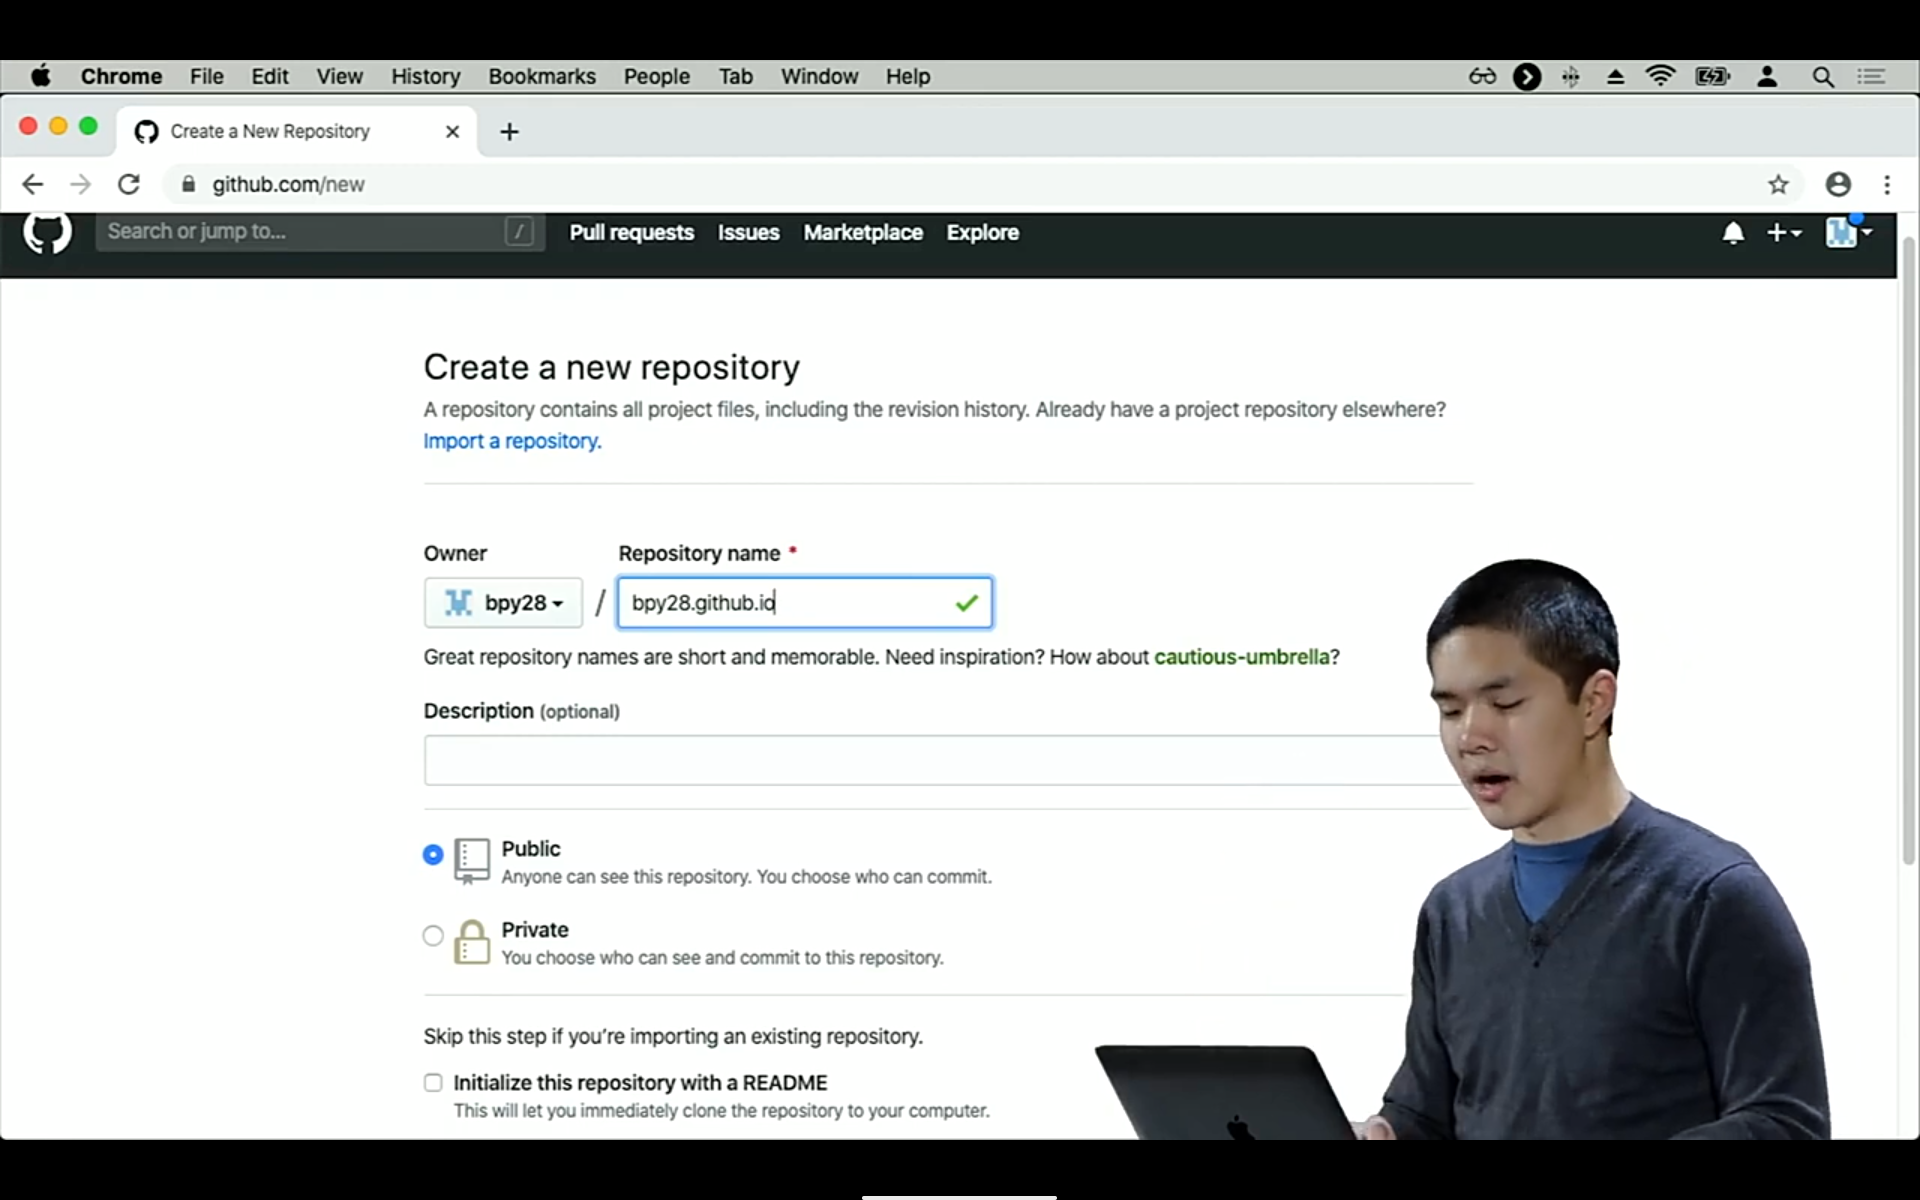 Chrome File Edit View History Bookmarks People Tab Window Help
Create a New Repository
github.com/new
Search or jump to... /
Pull requests Issues Marketplace Explore
Create a new repository
A repository contains all project files, including the revision history. Already have a project repository elsewhere?
Import a repository.
Owner Repository name *
bpy28 / bpy28.github.io
Great repository names are short and memorable. Need inspiration? How about cautious-umbrella?
Description (optional)
Public
Anyone can see this repository. You choose who can commit.
Private
You choose who can see and commit to this repository.
Skip this step if you're importing an existing repository.
Initialize this repository with a README
This will let you immediately clone the repository to your computer.